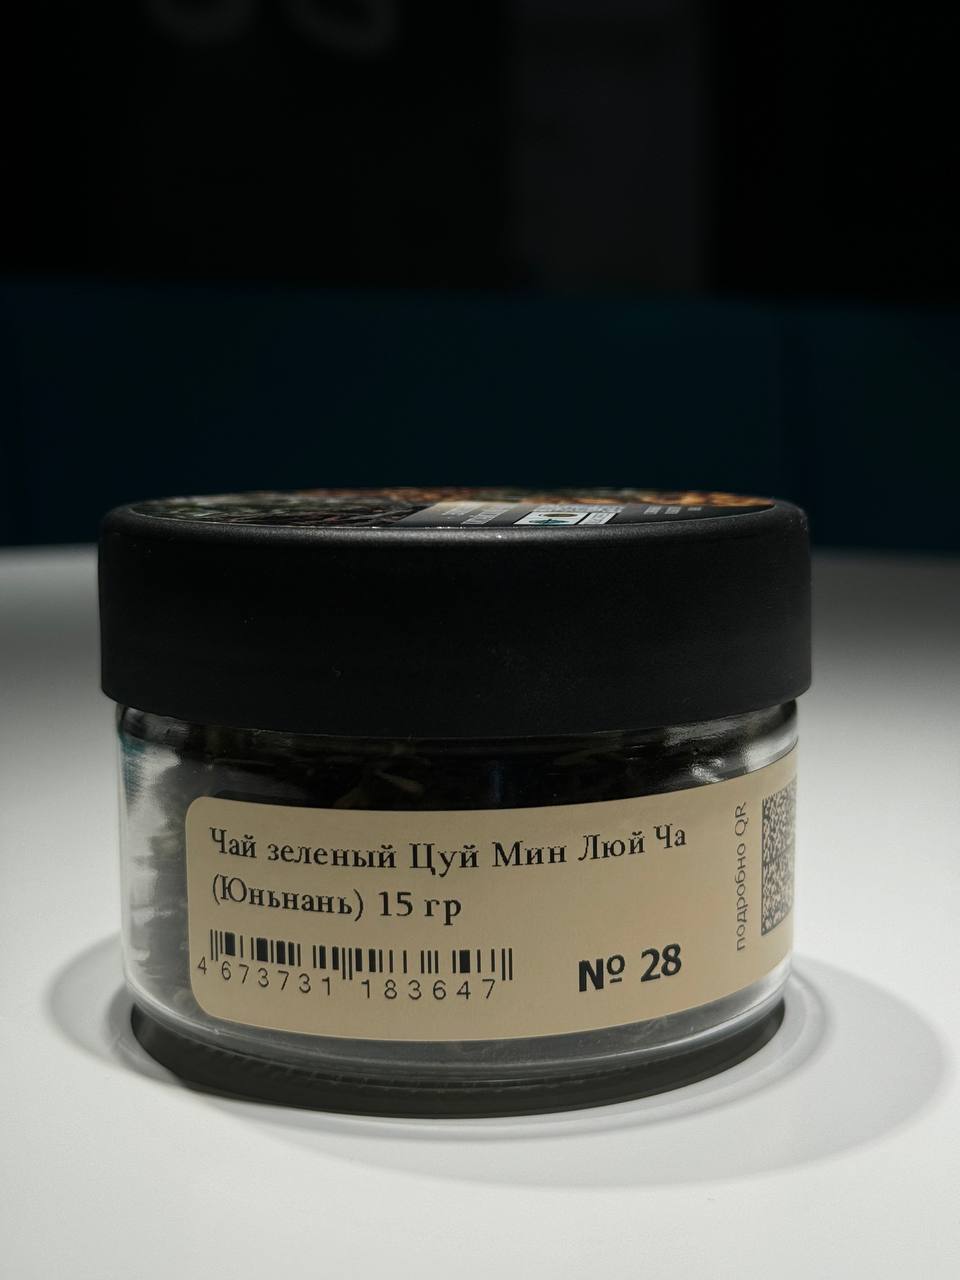 Чай зеленый Цуй Мин Люй Ча
(Юньнань) 15 гр
4 673731 183647
№ 28
подробно QR